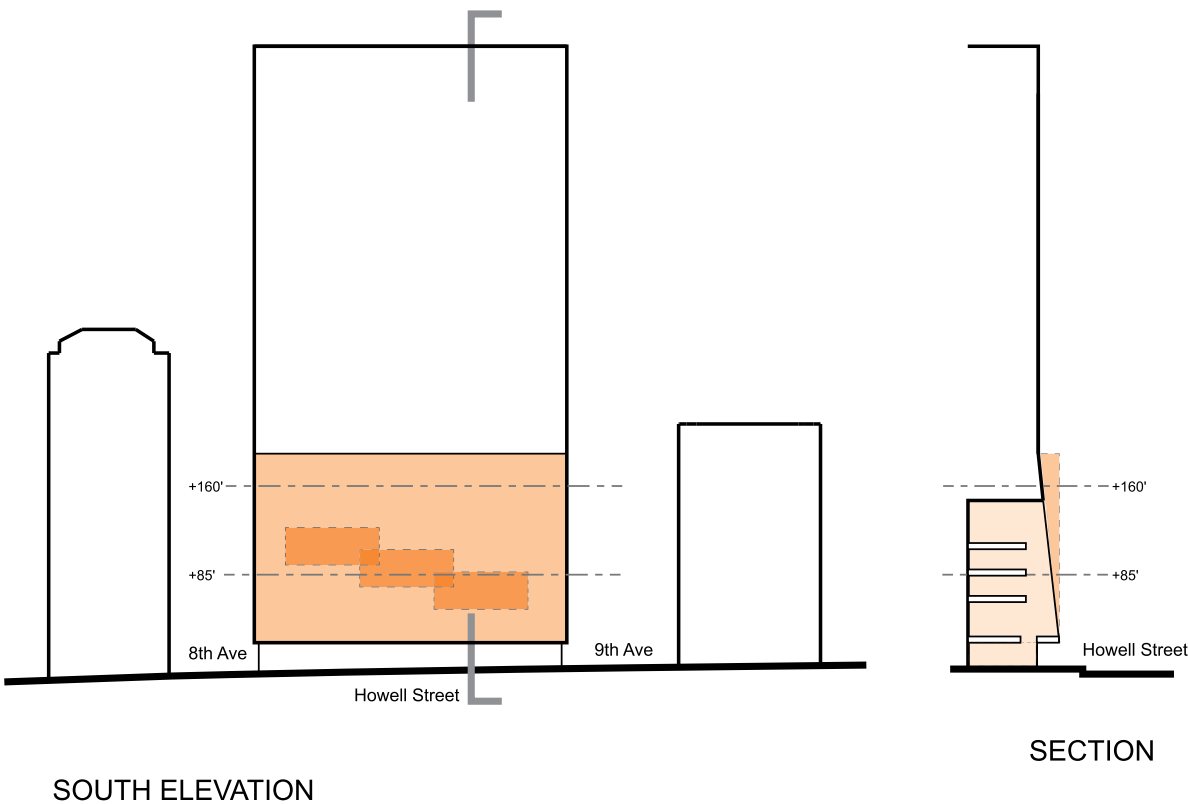 +160'
+160'
+85'
+85'
8th Ave
9th Ave
Howell Street
Howell Street
SECTION
SOUTH ELEVATION